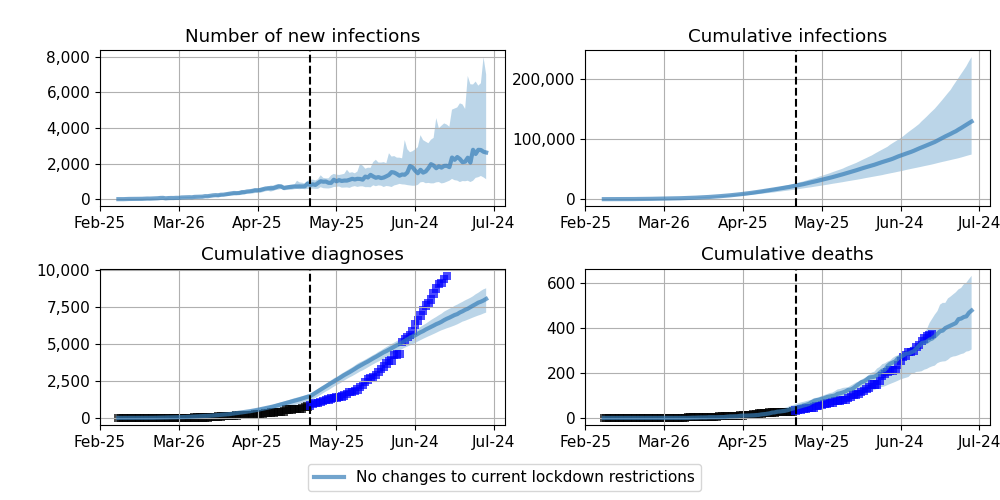 Number of new infections
8,000
6,000
4,000
2,000
0
Feb-25 Mar-26 Apr-25 May-25 Jun-24 Jul-24
Cumulative infections
200,000
100,000
0
Feb-25 Mar-26 Apr-25 May-25 Jun-24 Jul-24
Cumulative diagnoses
10,000
7,500
5,000
2,500
0
Feb-25 Mar-26 Apr-25 May-25 Jun-24 Jul-24
Cumulative deaths
600
400
200
0
Feb-25 Mar-26 Apr-25 May-25 Jun-24 Jul-24
No changes to current lockdown restrictions